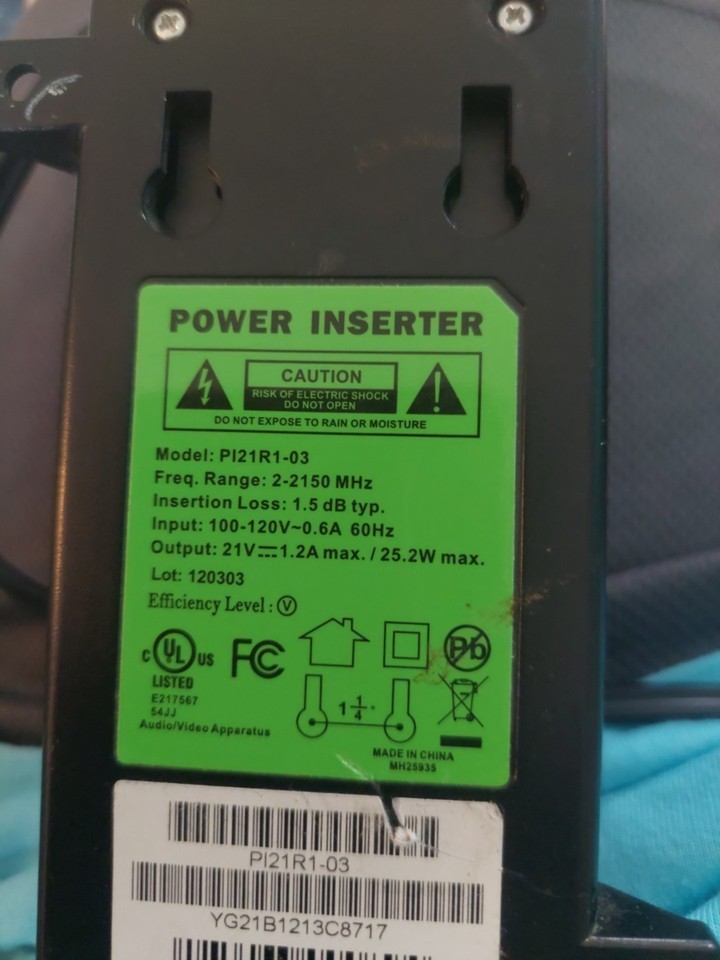 POWER INSERTER
CAUTION
RISK OF ELECTRIC SHOCK
DO NOT OPEN
DO NOT EXPOSE TO RAIN OR MOISTURE
Model: PI21R1-03
Freq. Range: 2-2150 MHz
Insertion Loss: 1.5 dB typ.
Input: 100-120V~0.6A 60Hz
Output: 21V⎓1.2A max. / 25.2W max.
Lot: 120303
Efficiency Level : Ⓥ
c UL US
LISTED
FC
Pb
E217567
54JJ
Audio/Video Apparatus
1 1/4"
MADE IN CHINA
MH25935
PI21R1-03
YG21B1213C8717